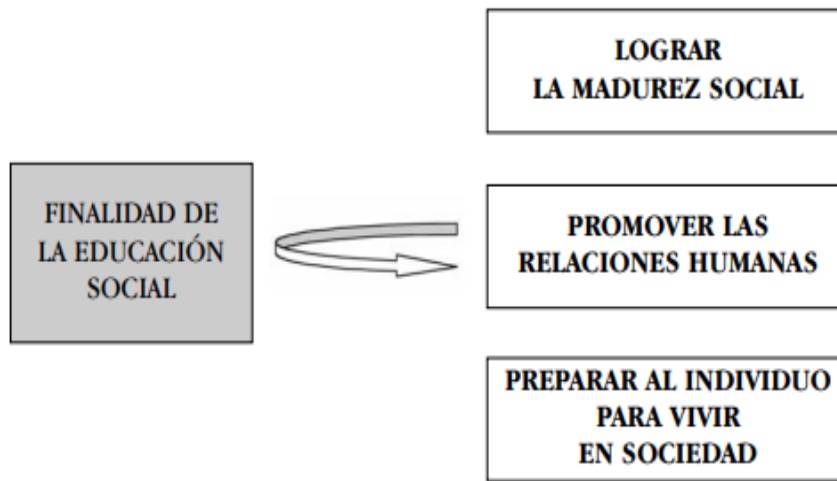 FINALIDAD DE
LA EDUCACIÓN
SOCIAL
LOGRAR
LA MADUREZ SOCIAL
PROMOVER LAS
RELACIONES HUMANAS
PREPARAR AL INDIVIDUO
PARA VIVIR
EN SOCIEDAD